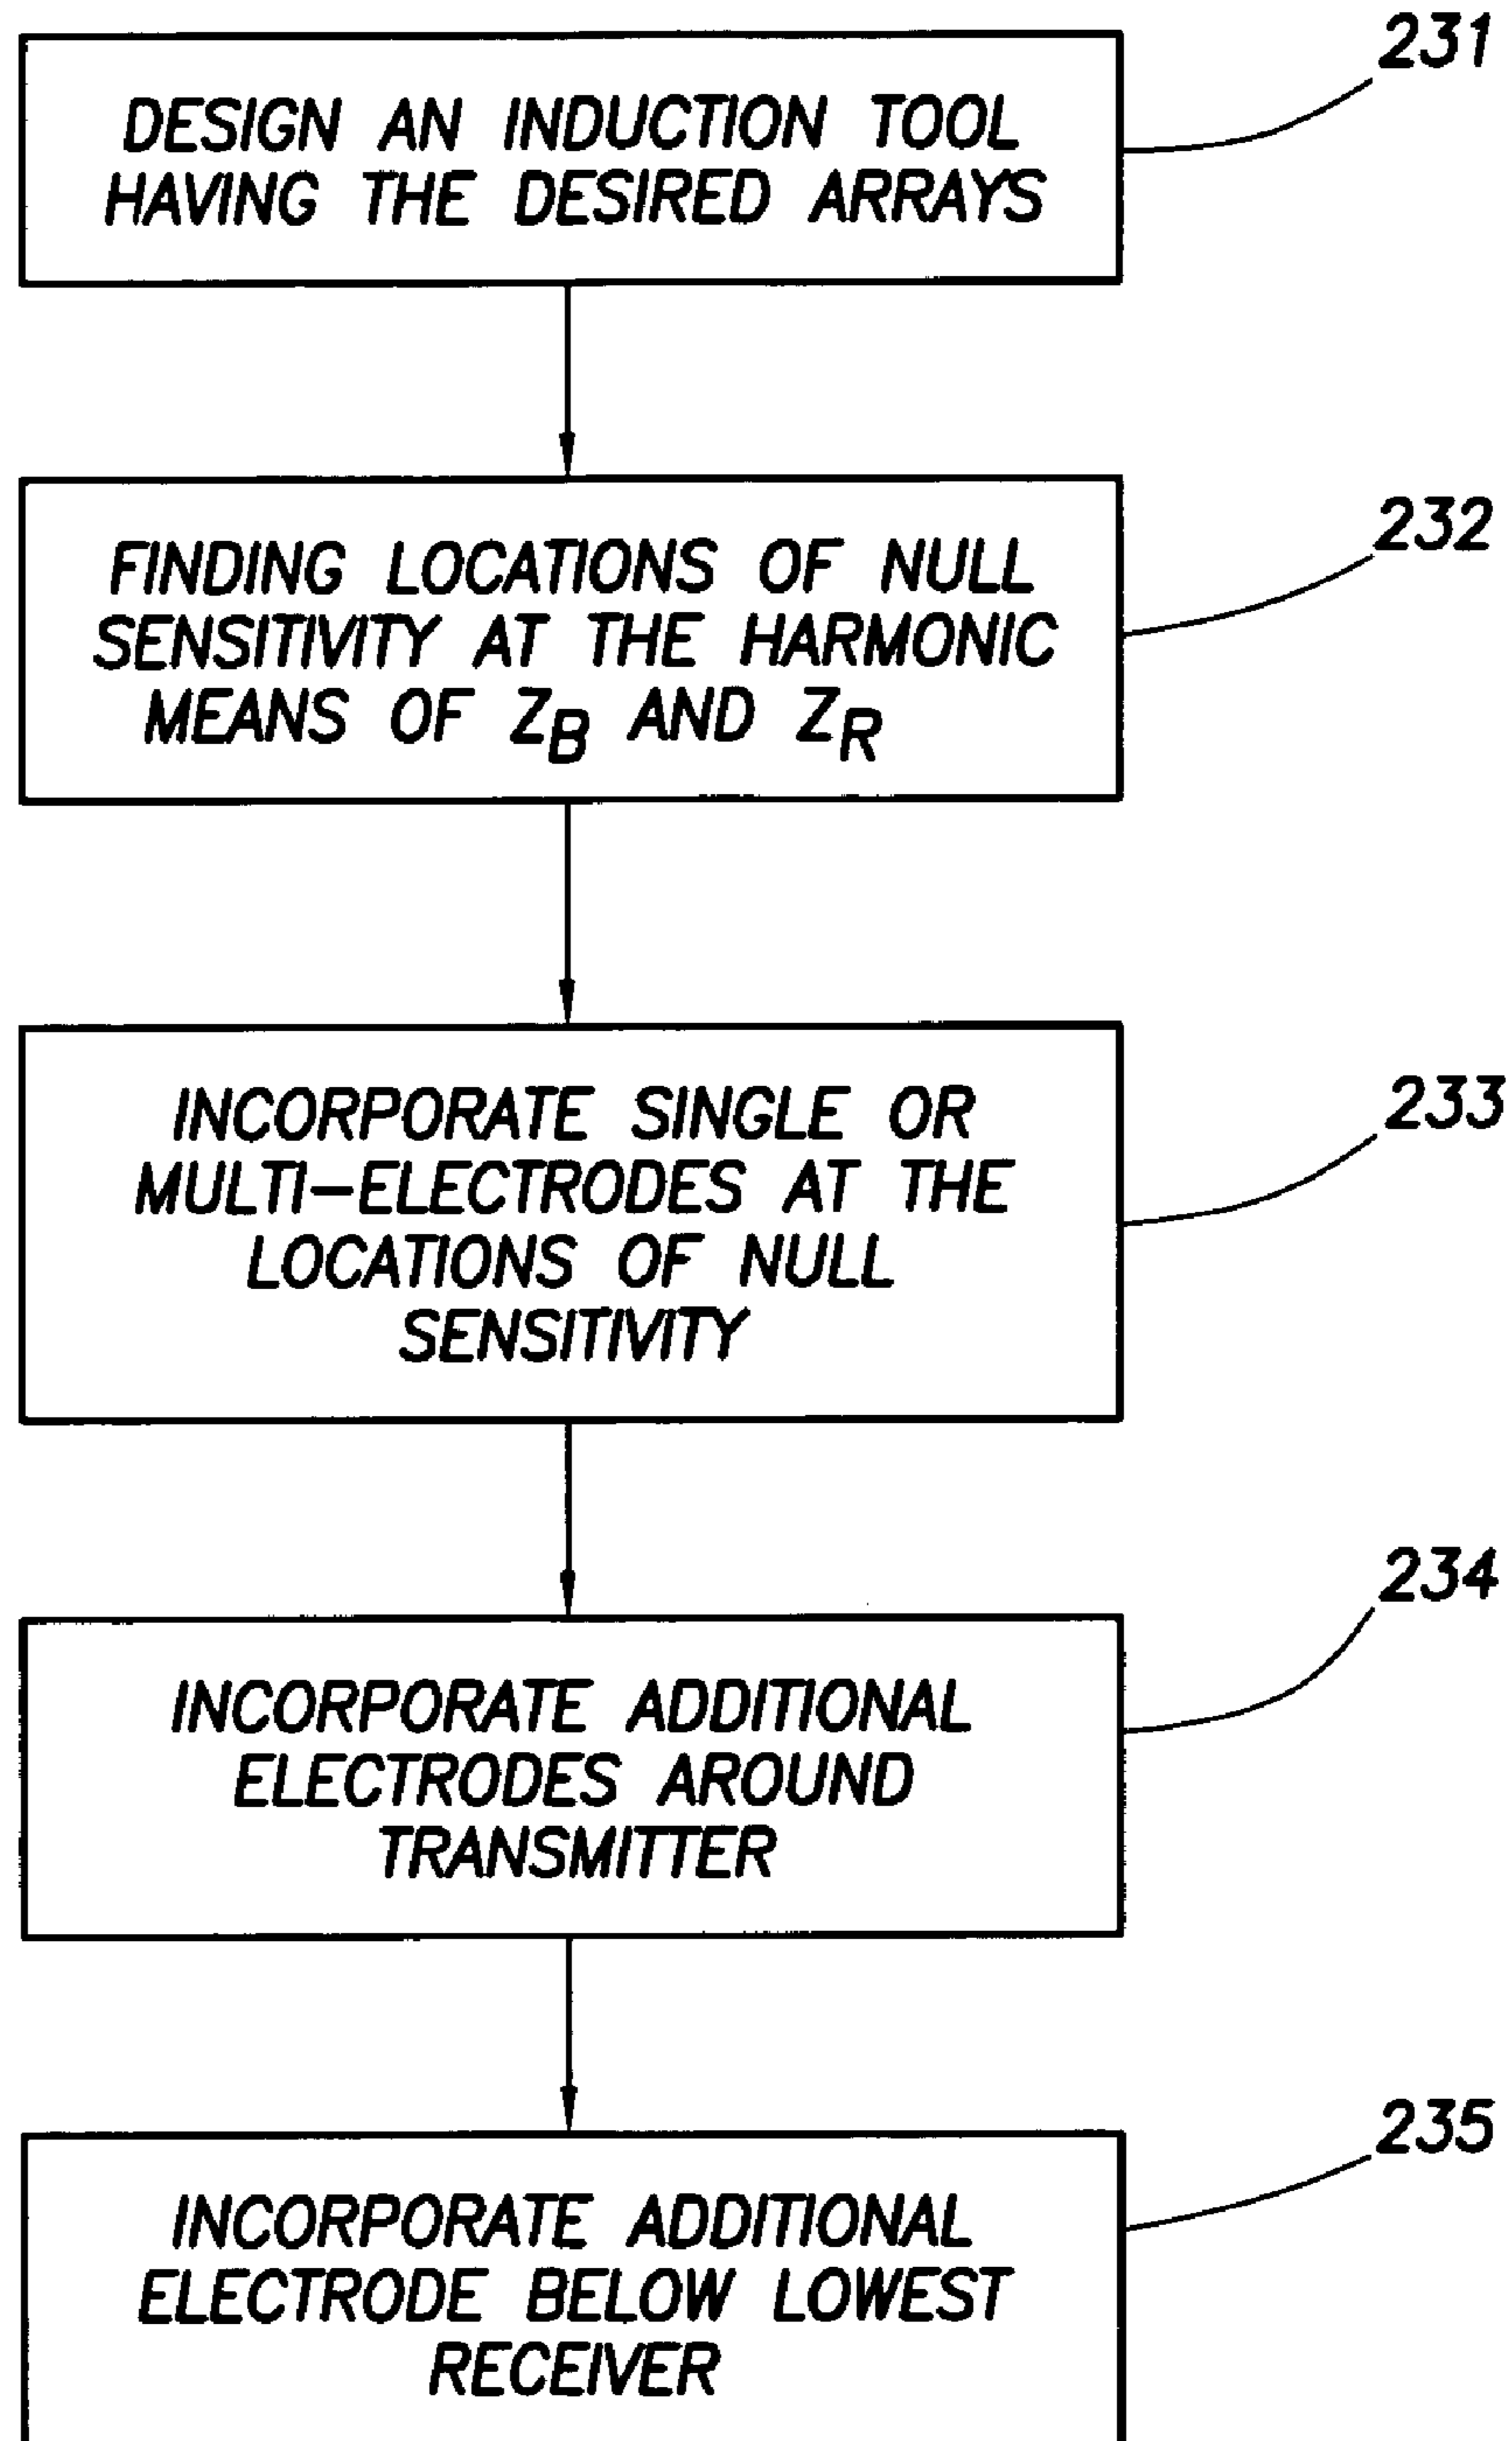 231
DESIGN AN INDUCTION TOOL
HAVING THE DESIRED ARRAYS
232
FINDING LOCATIONS OF NULL
SENSITIVITY AT THE HARMONIC
MEANS OF ZB AND ZR
233
INCORPORATE SINGLE OR
MULTI-ELECTRODES AT THE
LOCATIONS OF NULL
SENSITIVITY
234
INCORPORATE ADDITIONAL
ELECTRODES AROUND
TRANSMITTER
235
INCORPORATE ADDITIONAL
ELECTRODE BELOW LOWEST
RECEIVER